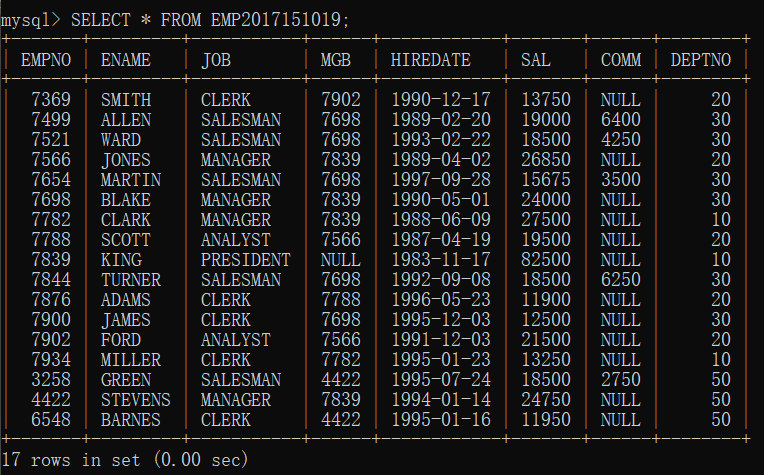 mysql> SELECT * FROM EMP2017151019;
+-------+----------+-----------+------+------------+-------+------+--------+
| EMPNO | ENAME | JOB | MGB | HIREDATE | SAL | COMM | DEPTNO |
+-------+----------+-----------+------+------------+-------+------+--------+
| 7369 | SMITH | CLERK | 7902 | 1990-12-17 | 13750 | NULL | 20 |
| 7499 | ALLEN | SALESMAN | 7698 | 1989-02-20 | 19000 | 6400 | 30 |
| 7521 | WARD | SALESMAN | 7698 | 1993-02-22 | 18500 | 4250 | 30 |
| 7566 | JONES | MANAGER | 7839 | 1989-04-02 | 26850 | NULL | 20 |
| 7654 | MARTIN | SALESMAN | 7698 | 1997-09-28 | 15675 | 3500 | 30 |
| 7698 | BLAKE | MANAGER | 7839 | 1990-05-01 | 24000 | NULL | 30 |
| 7782 | CLARK | MANAGER | 7839 | 1988-06-09 | 27500 | NULL | 10 |
| 7788 | SCOTT | ANALYST | 7566 | 1987-04-19 | 19500 | NULL | 20 |
| 7839 | KING | PRESIDENT | NULL | 1983-11-17 | 82500 | NULL | 10 |
| 7844 | TURNER | SALESMAN | 7698 | 1992-09-08 | 18500 | 6250 | 30 |
| 7876 | ADAMS | CLERK | 7788 | 1996-05-23 | 11900 | NULL | 20 |
| 7900 | JAMES | CLERK | 7698 | 1995-12-03 | 12500 | NULL | 30 |
| 7902 | FORD | ANALYST | 7566 | 1991-12-03 | 21500 | NULL | 20 |
| 7934 | MILLER | CLERK | 7782 | 1995-01-23 | 13250 | NULL | 10 |
| 3258 | GREEN | SALESMAN | 4422 | 1995-07-24 | 18500 | 2750 | 50 |
| 4422 | STEVENS | MANAGER | 7839 | 1994-01-14 | 24750 | NULL | 50 |
| 6548 | BARNES | CLERK | 4422 | 1995-01-16 | 11950 | NULL | 50 |
+-------+----------+-----------+------+------------+-------+------+--------+
17 rows in set (0.00 sec)